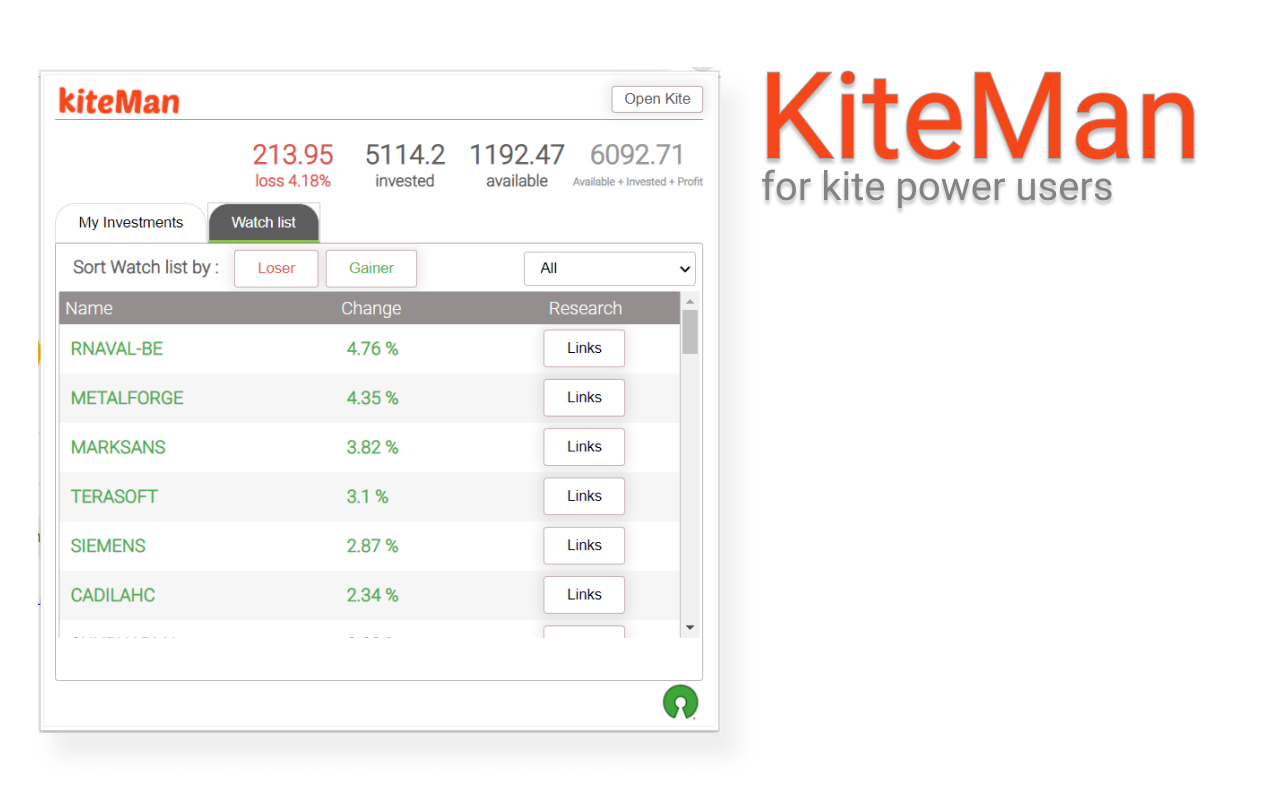 kiteMan
Open Kite
213.95 5114.2 1192.47 6092.71
loss 4.18% invested available Available + Invested + Profit
My Investments Watch list
Sort Watch list by : Loser Gainer All
Name Change Research
RNAVAL-BE 4.76 % Links
METALFORGE 4.35 % Links
MARKSANS 3.82 % Links
TERASOFT 3.1 % Links
SIEMENS 2.87 % Links
CADILAHC 2.34 % Links
KiteMan
for kite power users